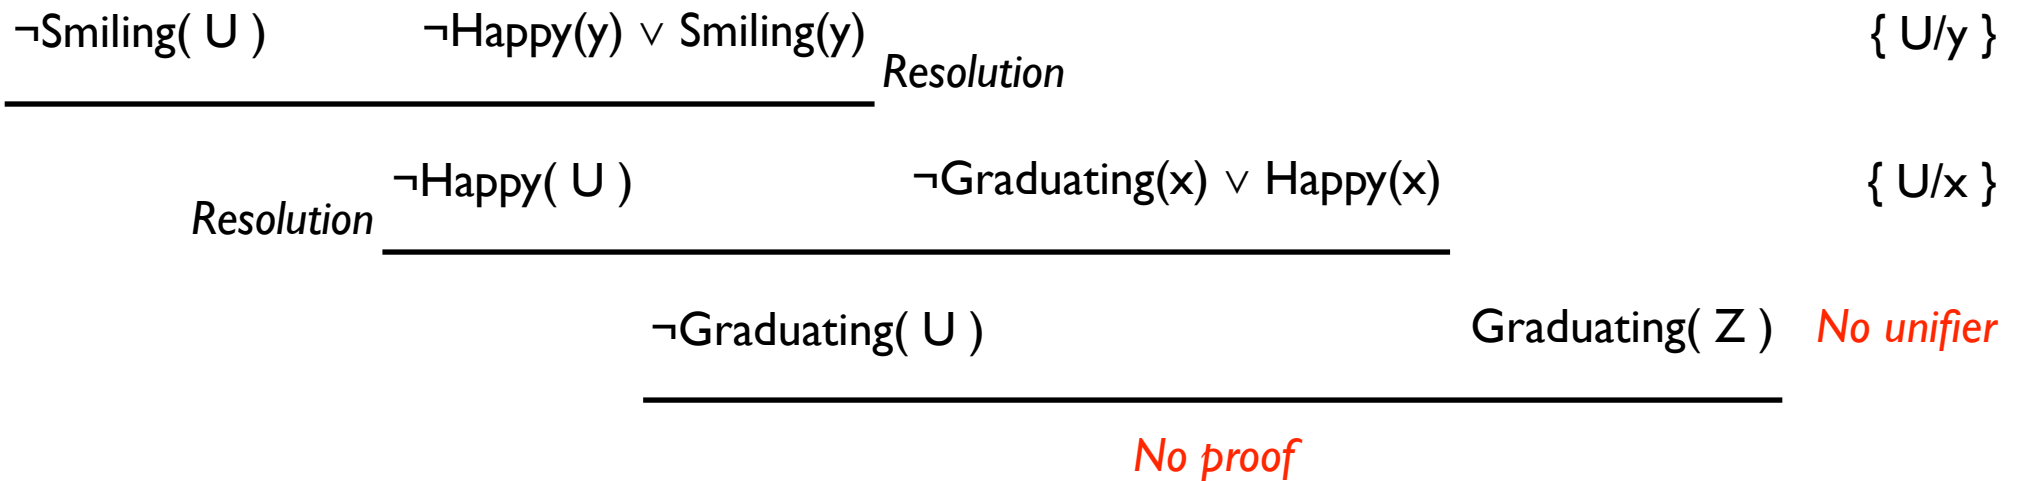 ¬Smiling( U ) ¬Happy(y) ∨ Smiling(y) { U/y }
Resolution
¬Happy( U ) ¬Graduating(x) ∨ Happy(x) { U/x }
Resolution
¬Graduating( U ) Graduating( Z ) No unifier
No proof